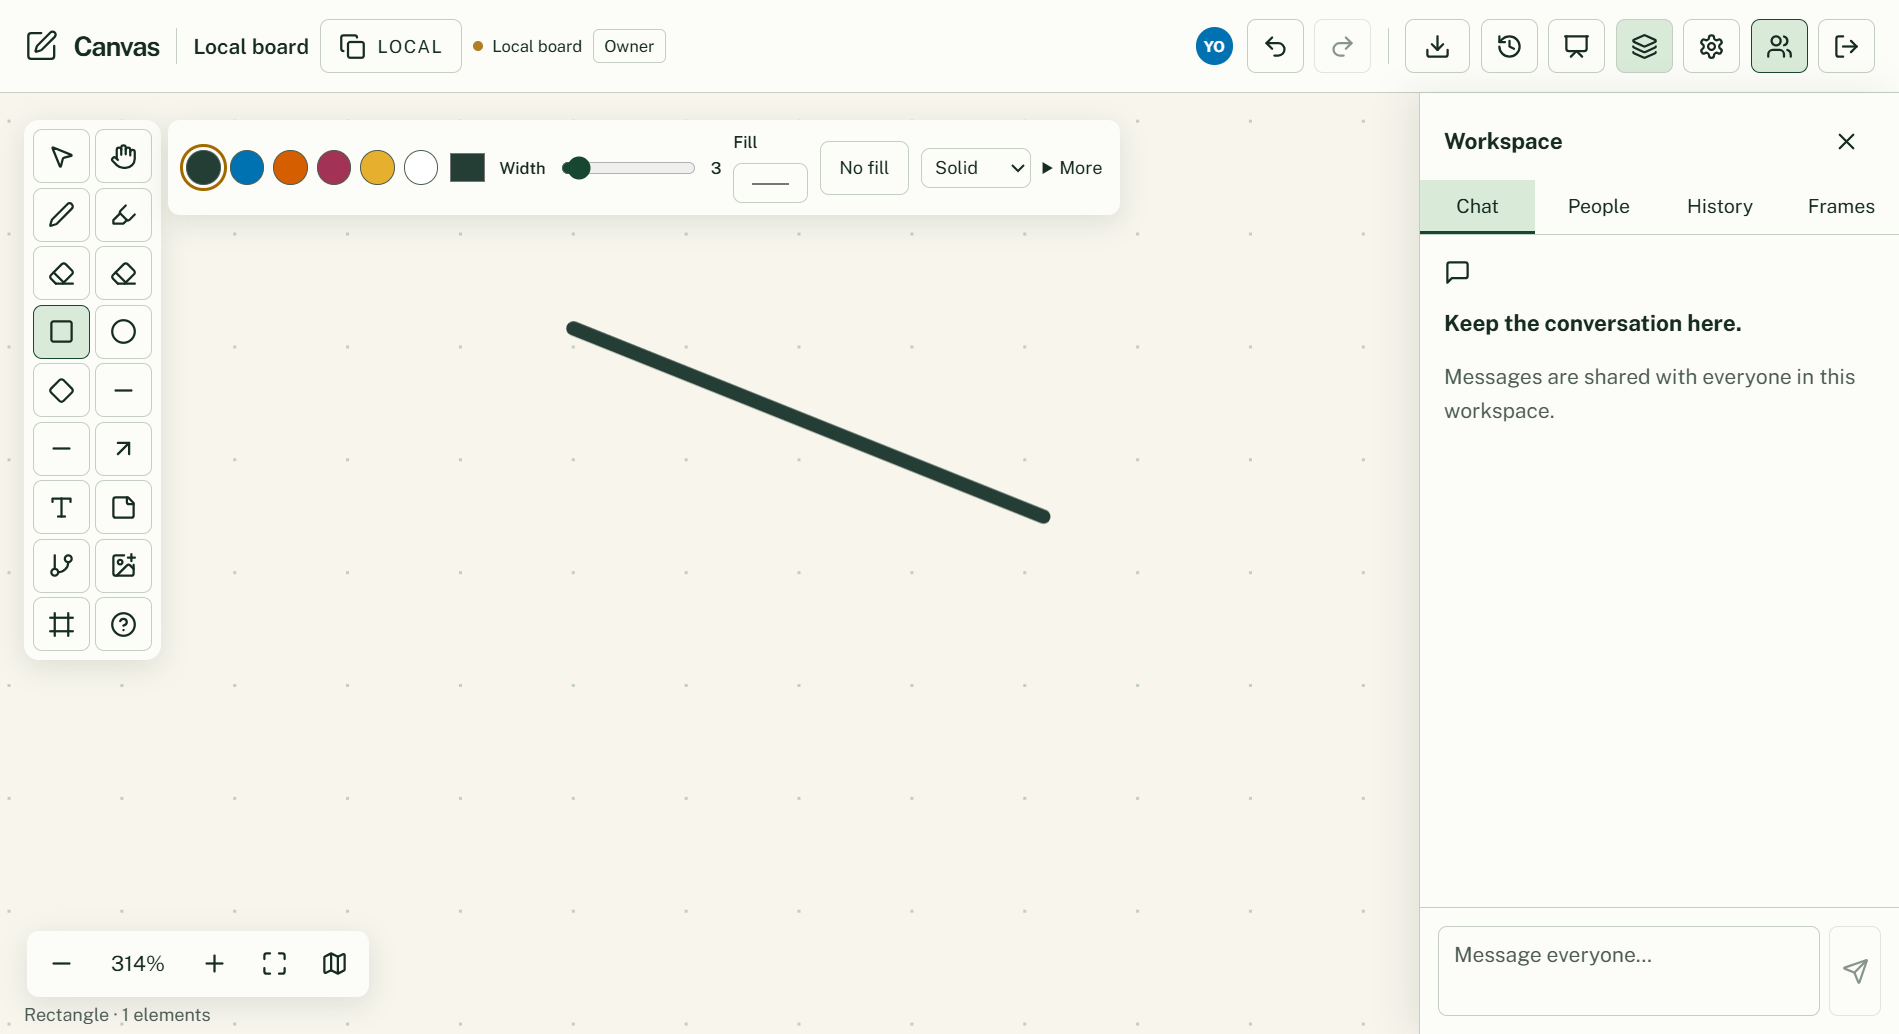 Canvas
Local board
LOCAL
Local board
Owner
YO
Width
3
Fill
No fill
Solid
More
Workspace
Chat
People
History
Frames
Keep the conversation here.
Messages are shared with everyone in this
workspace.
314%
Rectangle · 1 elements
Message everyone...